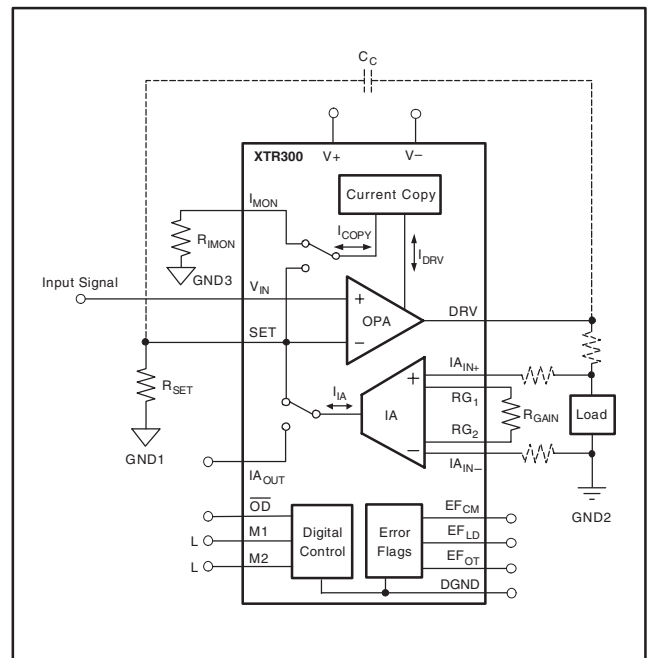 C_C
XTR300
V+
V−
I_MON
Current Copy
R_IMON
I_COPY
I_DRV
GND3
Input Signal
V_IN
+
OPA
DRV
SET
−
IA_IN+
+
I_IA
IA
RG_1
R_GAIN
Load
R_SET
RG_2
−
IA_IN−
GND1
IA_OUT
GND2
OD
EF_CM
L
M1
Digital
Control
Error
Flags
EF_LD
L
M2
EF_OT
DGND